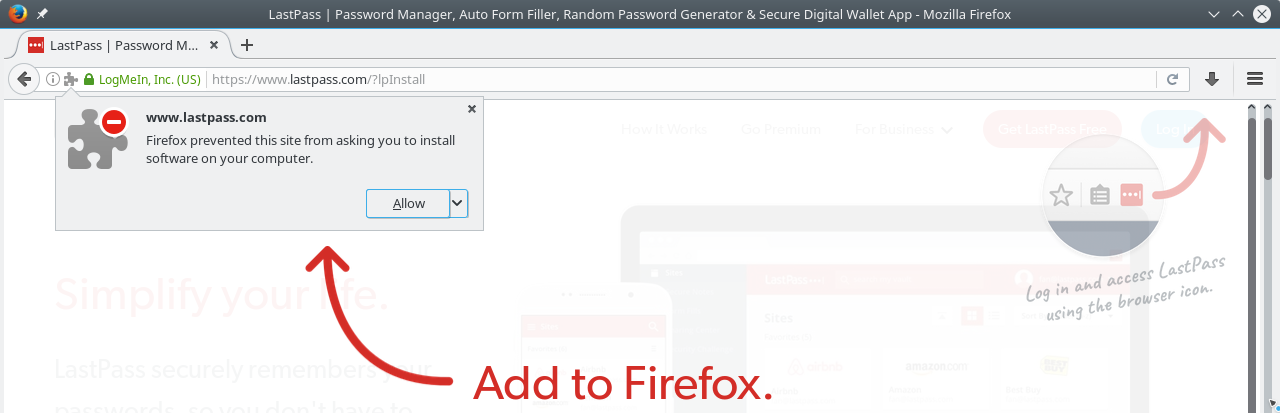 LastPass | Password Manager, Auto Form Filler, Random Password Generator & Secure Digital Wallet App - Mozilla Firefox
LastPass | Password M...
LogMeIn, Inc. (US)
https://www.lastpass.com/?lpInstall
www.lastpass.com
Firefox prevented this site from asking you to install
software on your computer.
Allow
How It Works
Go Premium
For Business
Get LastPass Free
Log In
Log in and access LastPass
using the browser icon.
Simplify your life.
LastPass securely remembers your
passwords, so you don't have to
LastPass
Sites
amazon.com
Add to Firefox.